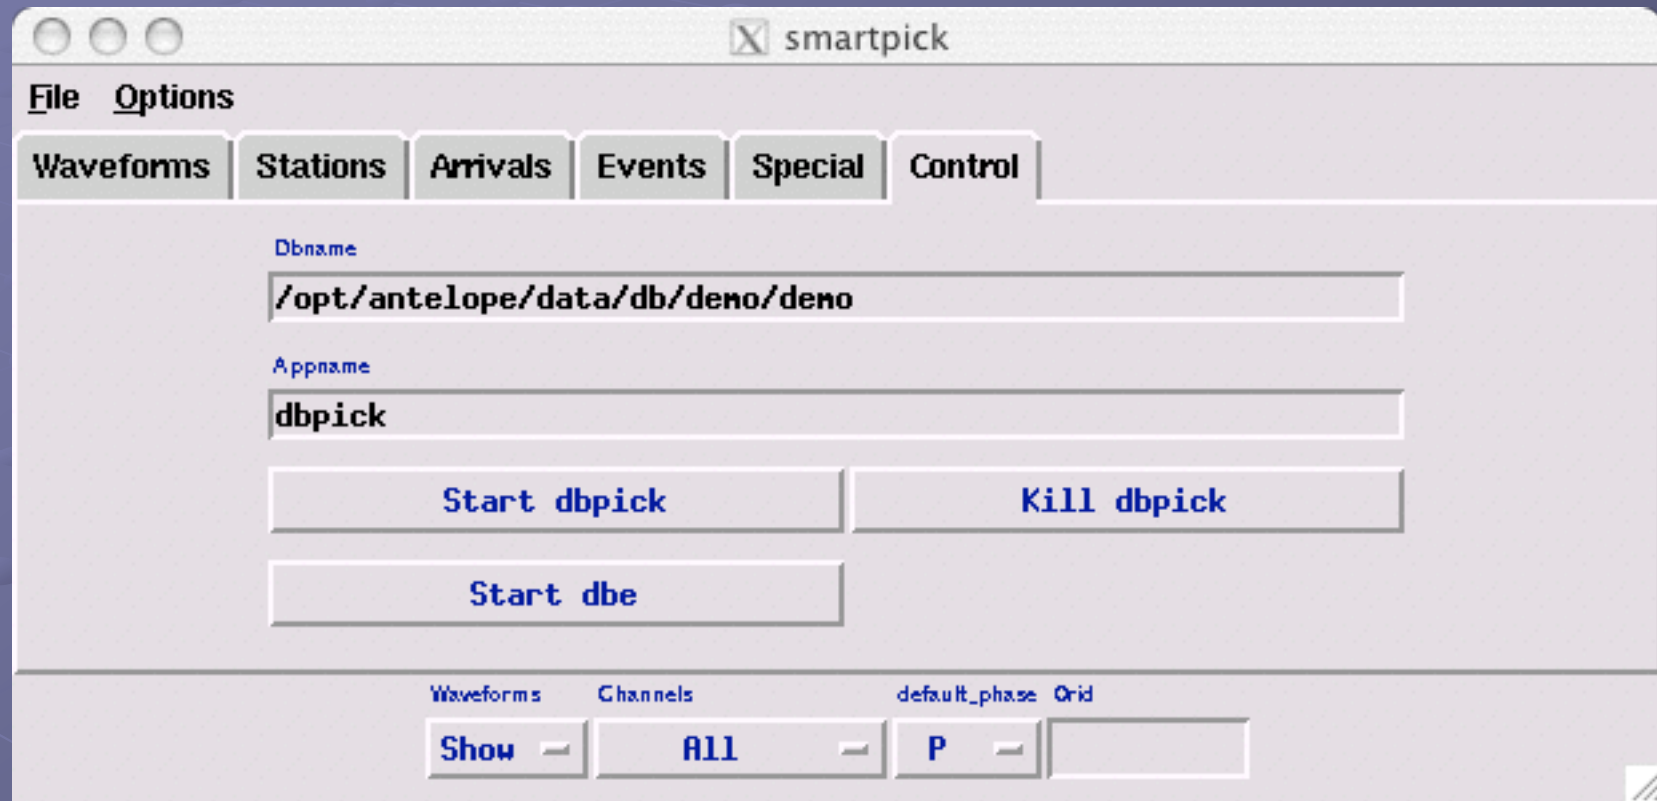 smartpick
File Options
Waveforms Stations Arrivals Events Special Control
Dbname
/opt/antelope/data/db/demo/demo
Appname
dbpick
Start dbpick Kill dbpick
Start dbe
Waveforms Channels default_phase Orid
Show All P